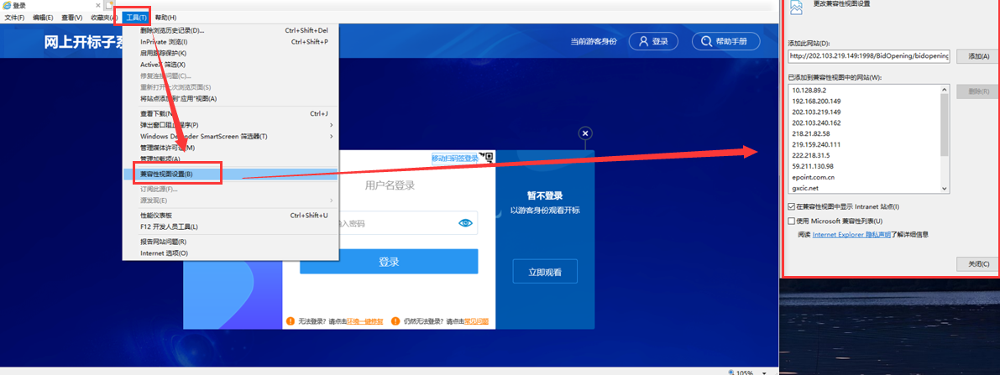 登录
文件(F) 编辑(E) 查看(V) 收藏夹(A) 工具(T) 帮助(H)
网上开标子系
当前游客身份
登录
帮助手册
删除浏览历史记录(D)... Ctrl+Shift+Del
InPrivate 浏览(I) Ctrl+Shift+P
启用跟踪保护(K)
ActiveX 筛选(X)
修复连接问题(C)...
重新打开上次浏览页面(S)
将站点添加到"应用"视图(A)
查看下载(N) Ctrl+J
弹出窗口阻止程序(P)
Windows Defender SmartScreen 筛选器(T)
管理媒体许可证(M)
管理加载项(A)
兼容性视图设置(B)
订阅此源(F)...
源发现(E)
性能仪表板 Ctrl+Shift+U
F12 开发人员工具(L)
报告网站问题(R)
Internet 选项(O)
移动扫码签登录
用户名登录
入密码
登录
无法登录？请点击环境一键修复
仍然无法登录？请点击常见问题
暂不登录
以游客身份观看开标
立即观看
105%
更改兼容性视图设置
添加此网站(D):
http://202.103.219.149:1998/BidOpening/bidopening
添加(A)
已添加到兼容性视图中的网站(W):
10.128.89.2
192.168.200.149
202.103.219.149
202.103.240.162
218.21.82.58
219.159.240.111
222.218.31.5
59.211.130.98
epoint.com.cn
gxcic.net
删除(R)
在兼容性视图中显示 Intranet 站点(I)
使用 Microsoft 兼容性列表(U)
阅读 Internet Explorer 隐私声明了解详细信息
关闭(C)